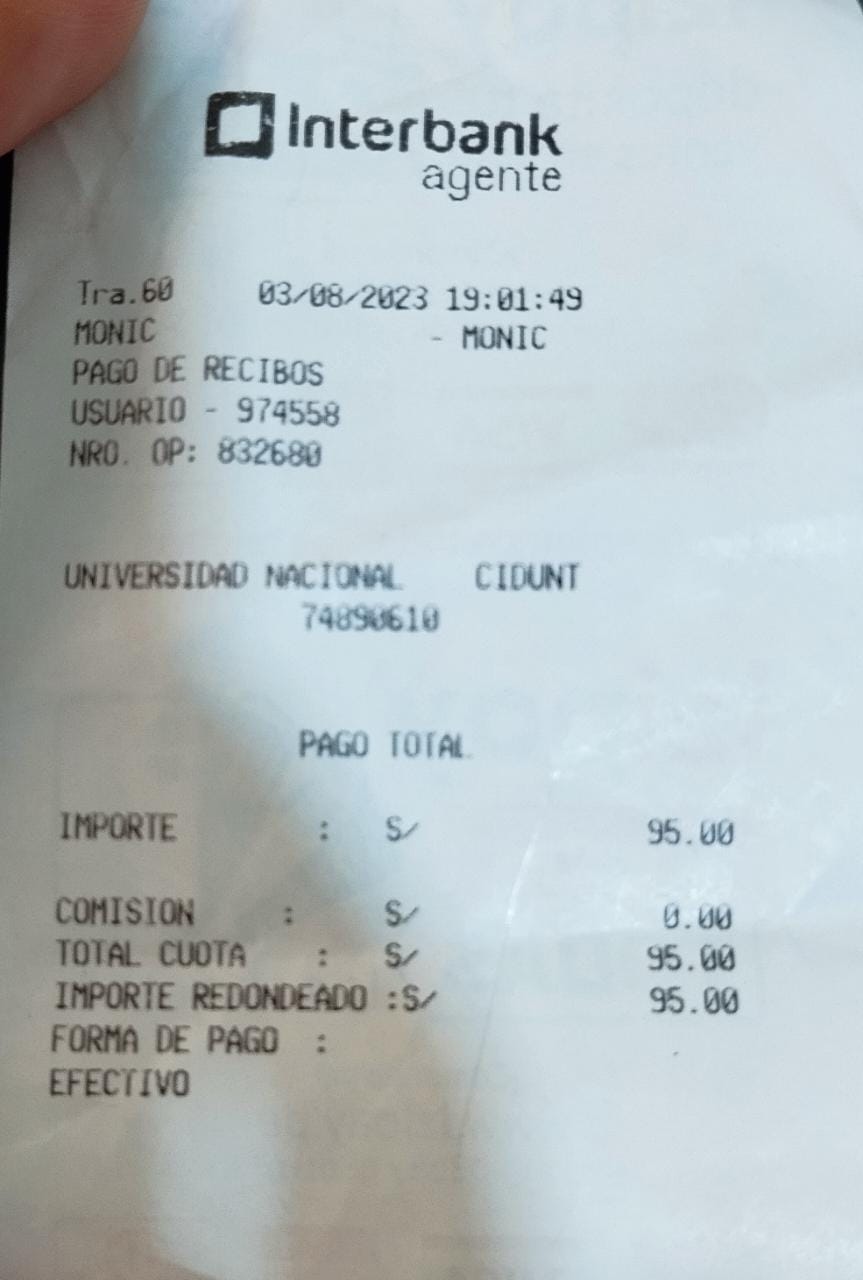 Interbank
agente
Tra.60 03/08/2023 19:01:49
MONIC - MONIC
PAGO DE RECIBOS
USUARIO - 974558
NRO. OP: 832680
UNIVERSIDAD NACIONAL CIDUNT
74890610
PAGO TOTAL
IMPORTE : S/ 95.00
COMISION : S/ 0.00
TOTAL CUOTA : S/ 95.00
IMPORTE REDONDEADO :S/ 95.00
FORMA DE PAGO :
EFECTIVO